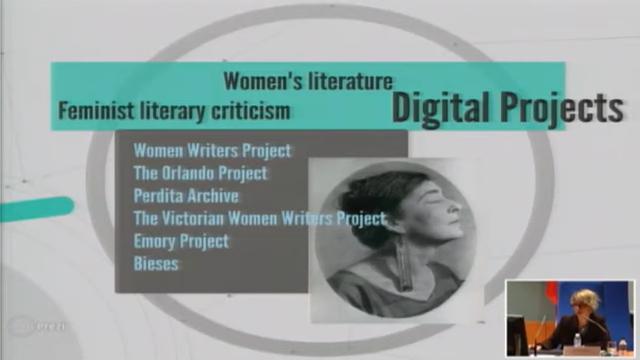 Women's literature
Feminist literary criticism
Digital Projects
Women Writers Project
The Orlando Project
Perdita Archive
The Victorian Women Writers Project
Emory Project
Bieses
Prezi